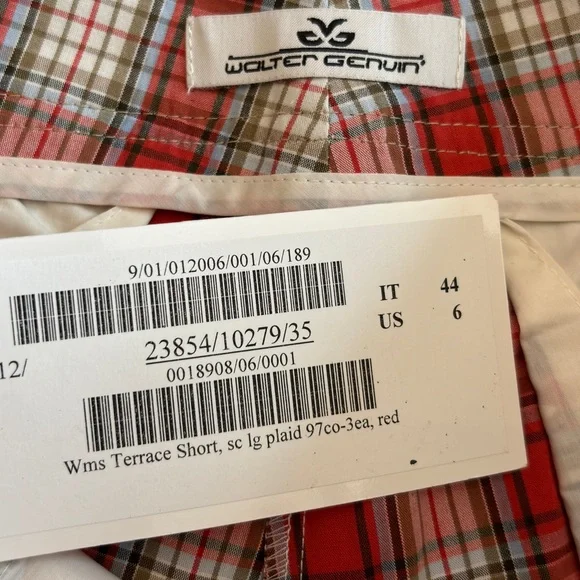 WALTER GENUIN
9/01/012006/001/06/189
IT 44
US 6
23854/10279/35
12/
0018908/06/0001
Wms Terrace Short, sc lg plaid 97co-3ea, red